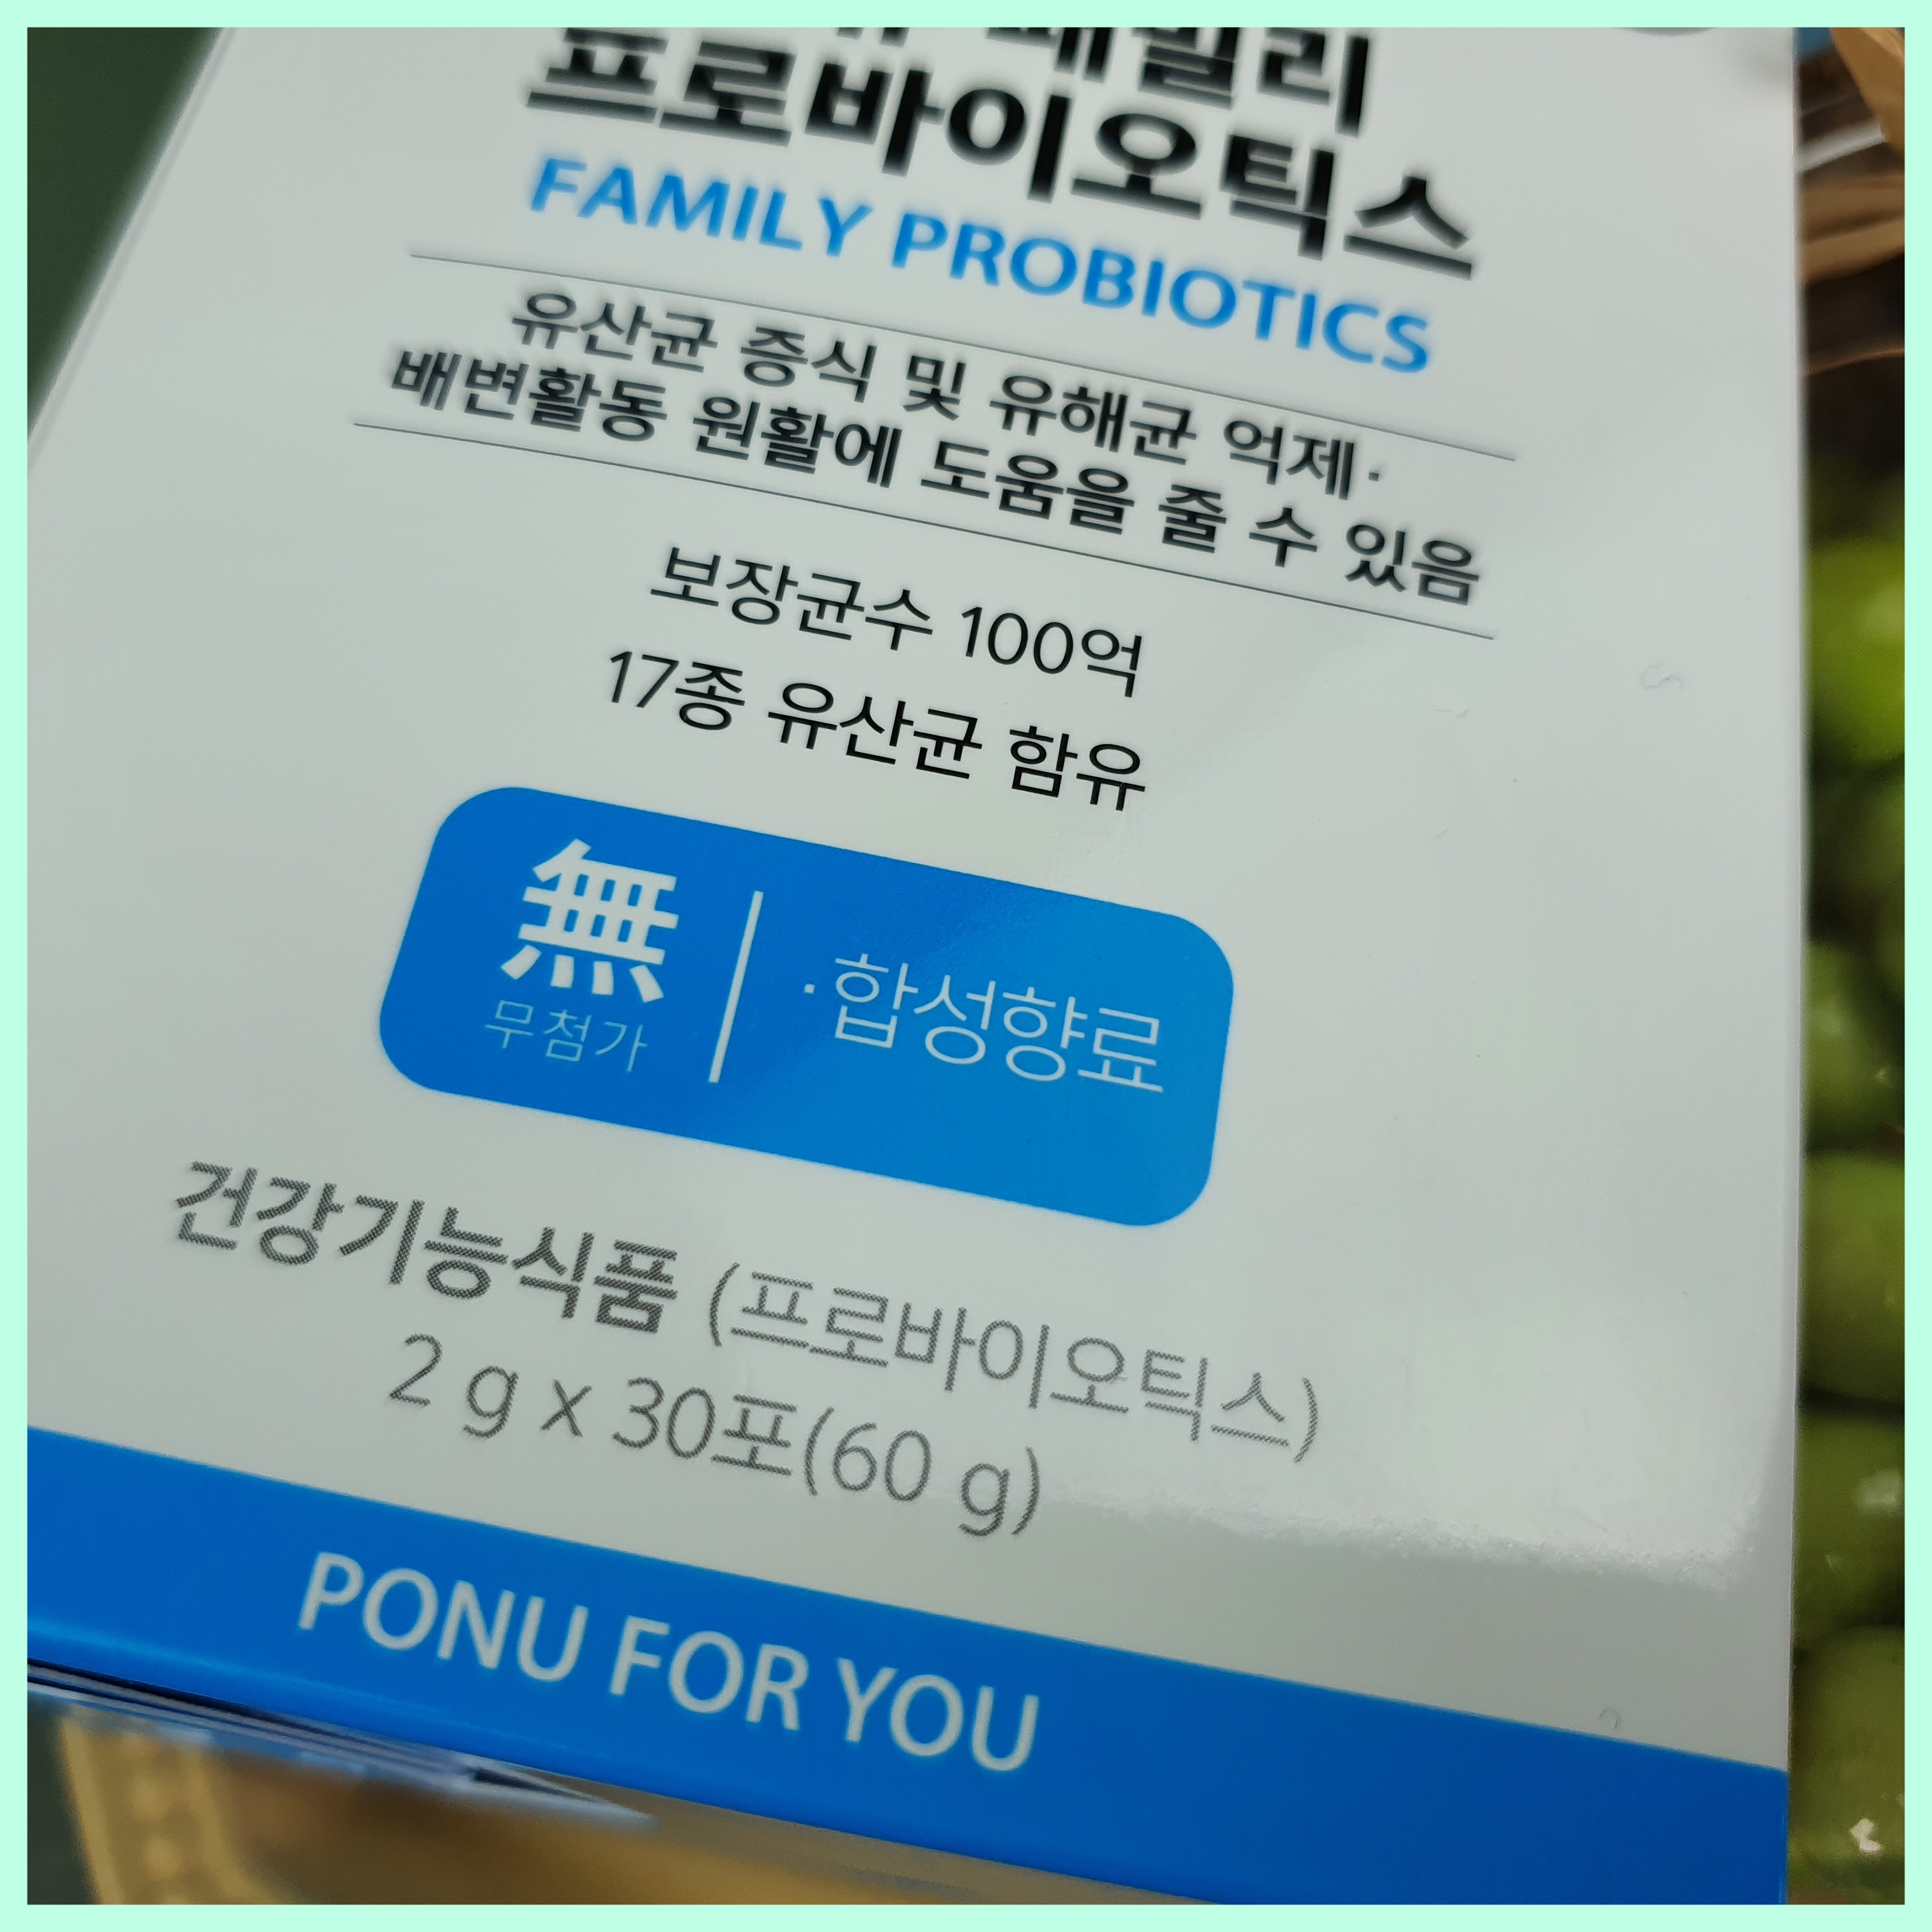 패밀리
프로바이오틱스
FAMILY PROBIOTICS
유산균 증식 및 유해균 억제·
배변활동 원활에 도움을 줄 수 있음
보장균수 100억
17종 유산균 함유
無
무첨가
·합성향료
건강기능식품 (프로바이오틱스)
2 g x 30포(60 g)
PONU FOR YOU